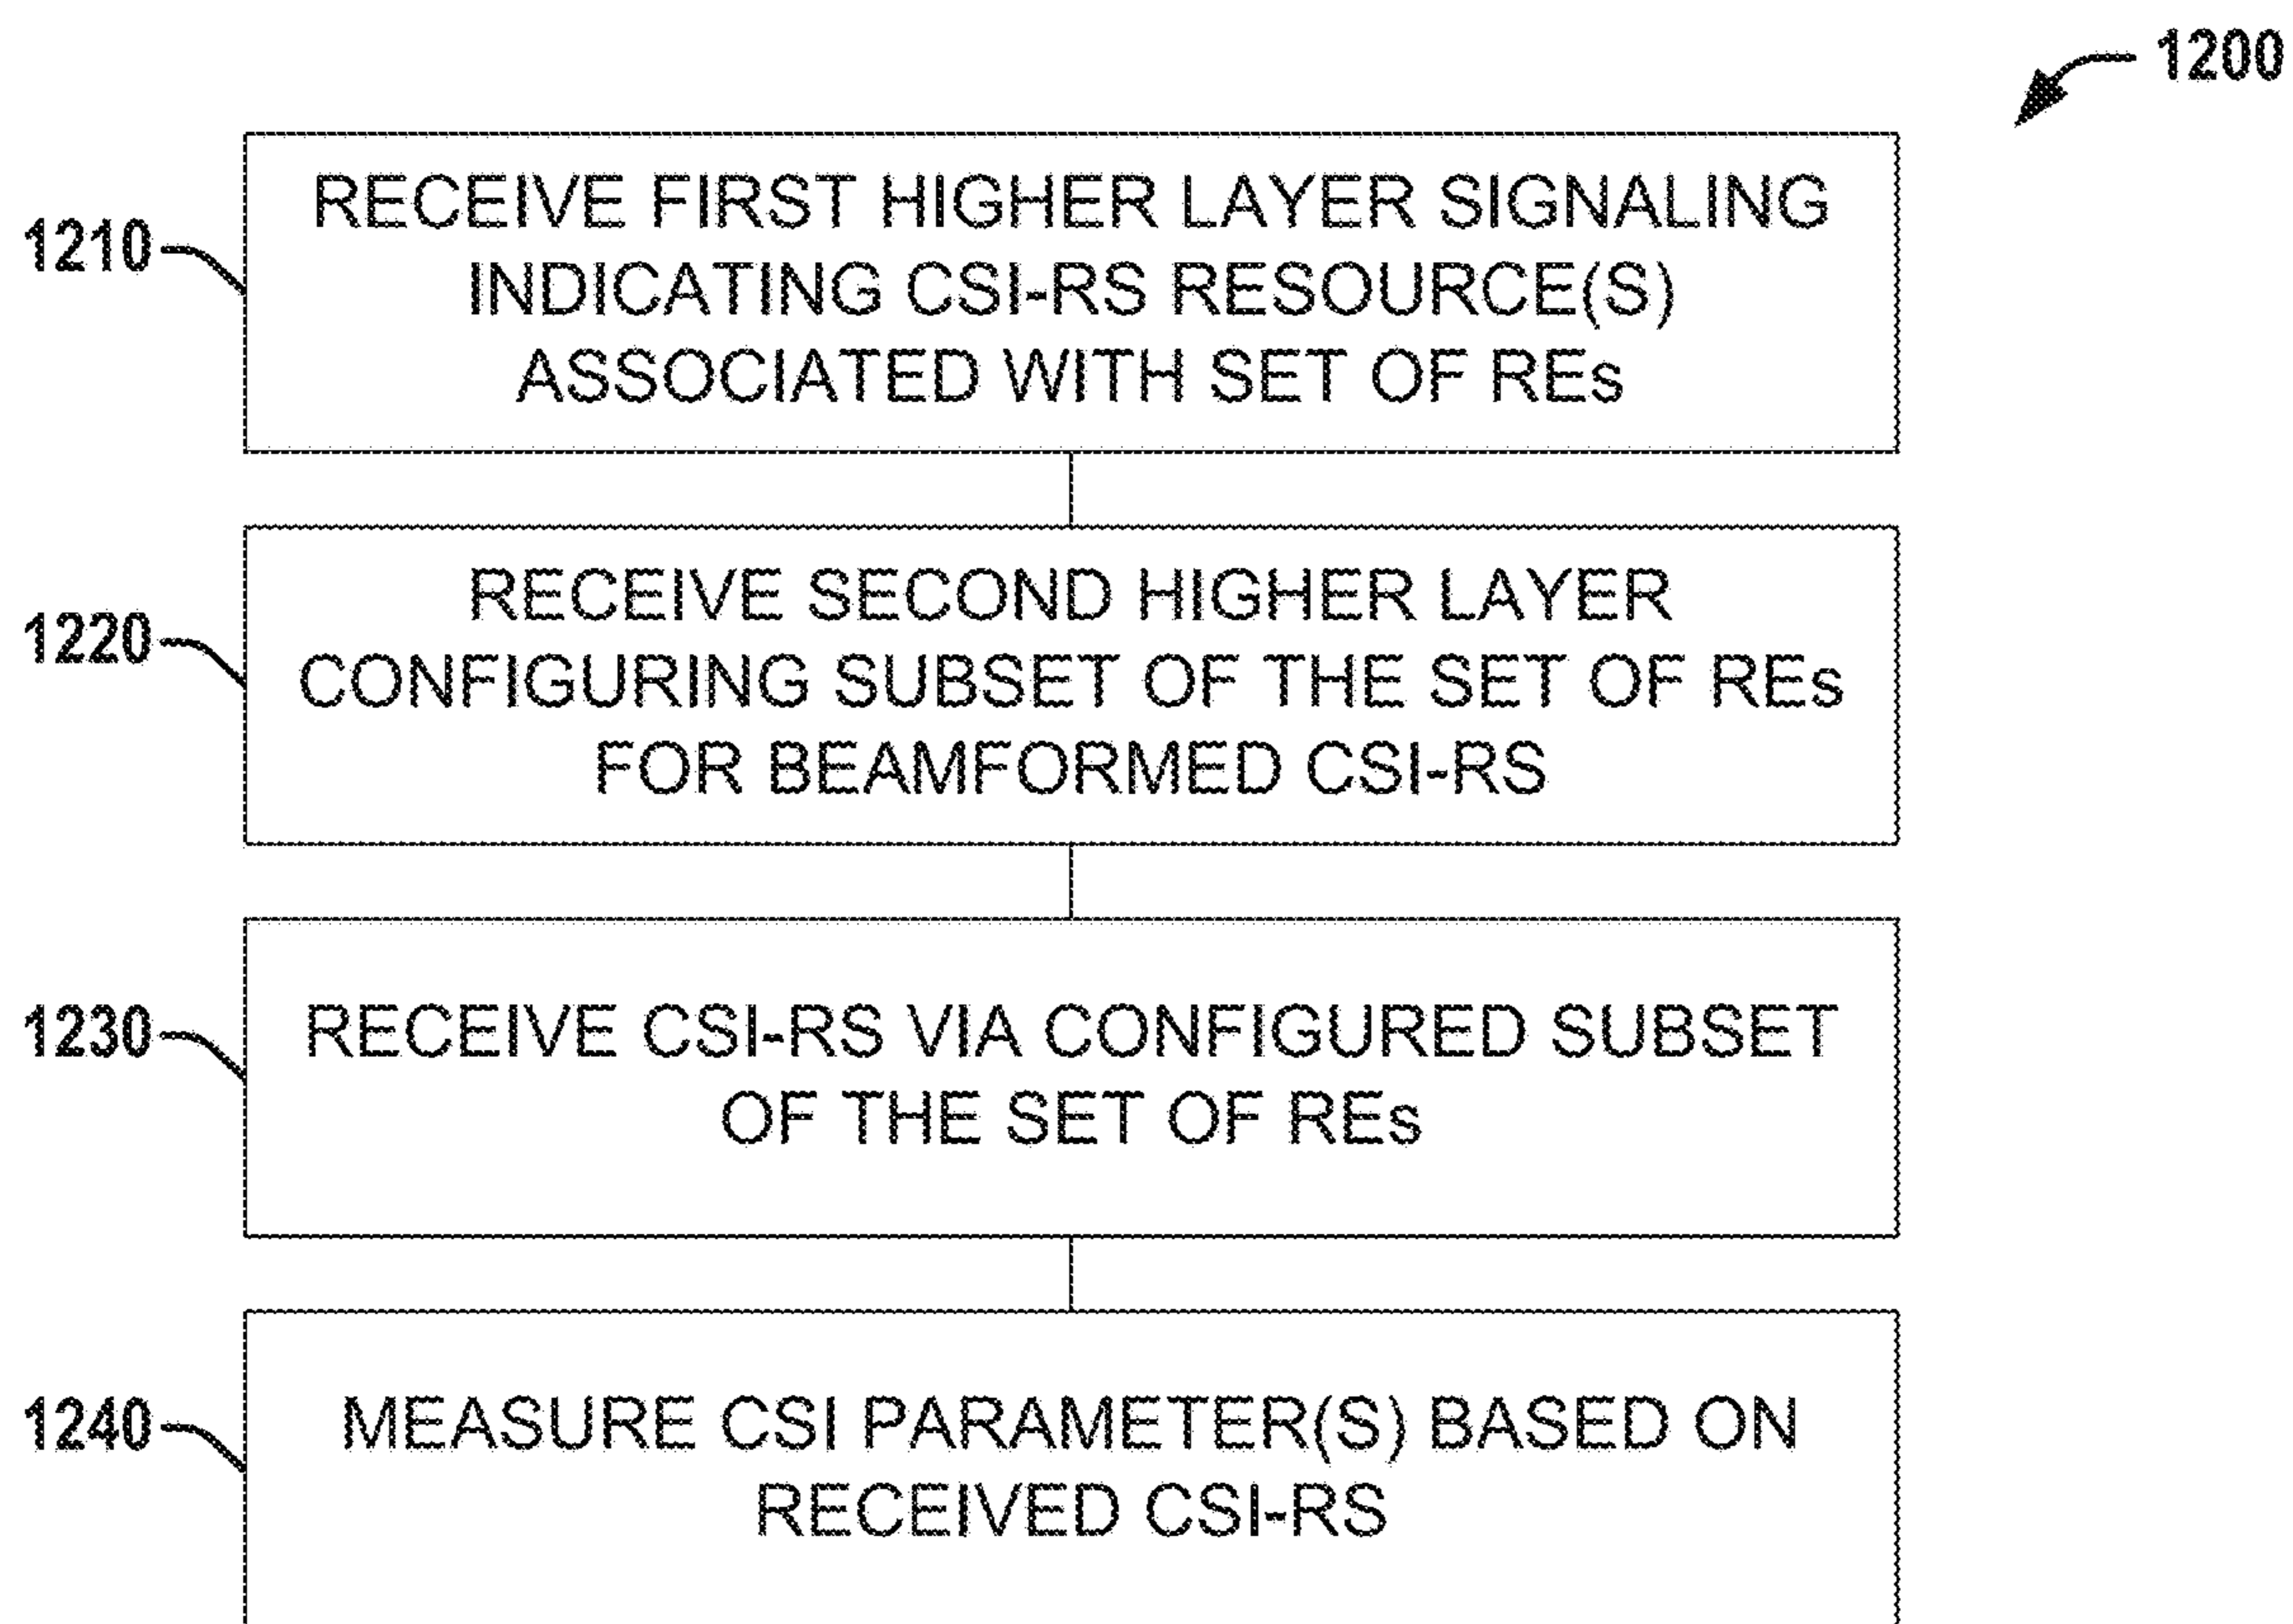 1200
1210
RECEIVE FIRST HIGHER LAYER SIGNALING
INDICATING CSI-RS RESOURCE(S)
ASSOCIATED WITH SET OF REs
1220
RECEIVE SECOND HIGHER LAYER
CONFIGURING SUBSET OF THE SET OF REs
FOR BEAMFORMED CSI-RS
1230
RECEIVE CSI-RS VIA CONFIGURED SUBSET
OF THE SET OF REs
1240
MEASURE CSI PARAMETER(S) BASED ON
RECEIVED CSI-RS